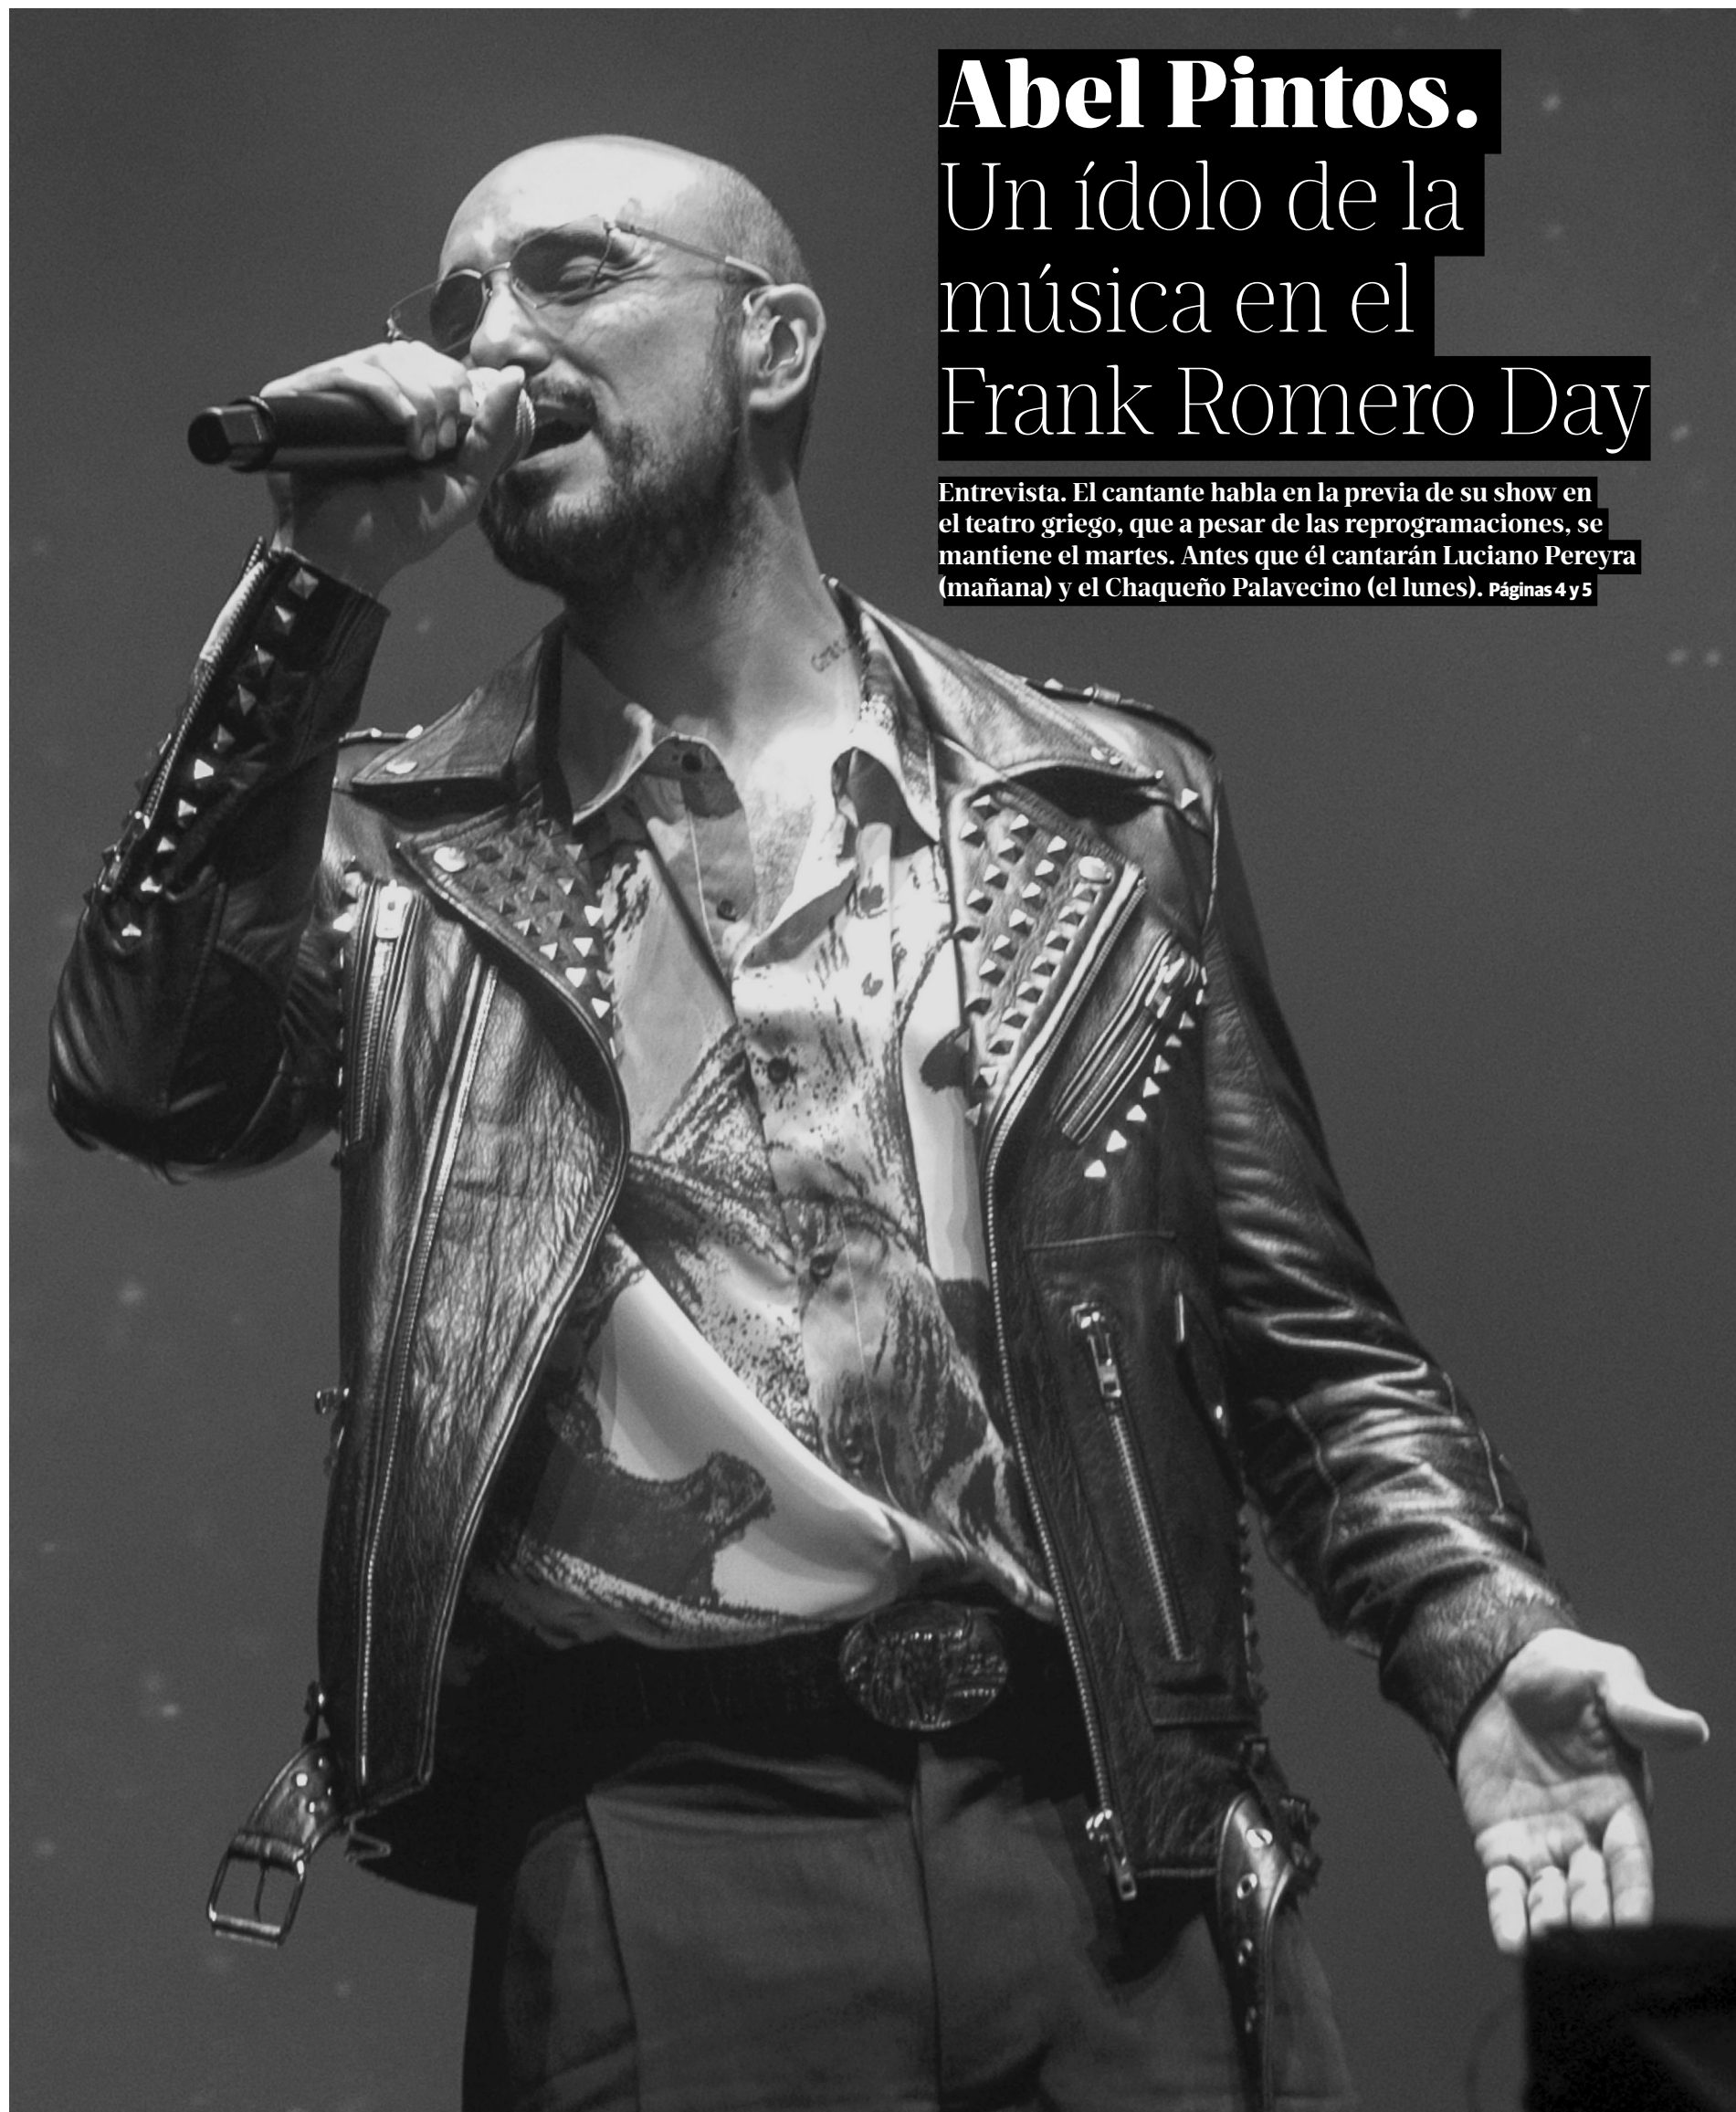 Abel Pintos.
Un ídolo de la
música en el
Frank Romero Day
Entrevista. El cantante habla en la previa de su show en
el teatro griego, que a pesar de las reprogramaciones, se
mantiene el martes. Antes que él cantarán Luciano Pereyra
(mañana) y el Chaqueño Palavecino (el lunes). Páginas 4 y 5